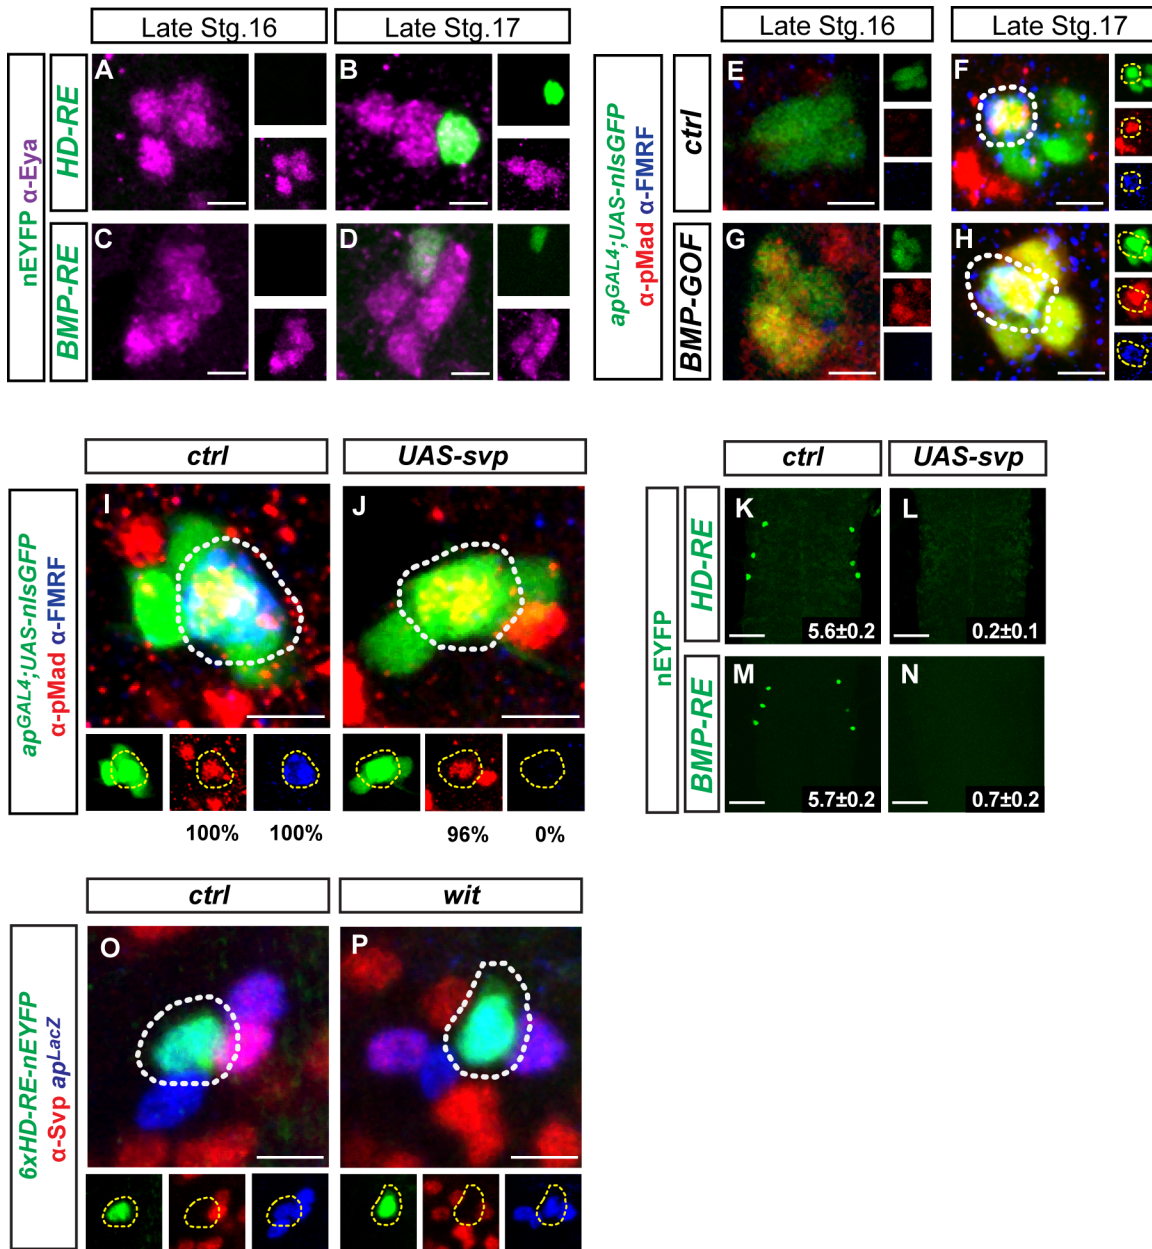 Late Stg.16
Late Stg.17
nEYFP α-Eya
HD-RE
A
B
BMP-RE
C
D
Late Stg.16
Late Stg.17
apGAL4;UAS-nlsGFP
α-pMad α-FMRF
ctrl
E
F
BMP-GOF
G
H
ctrl
UAS-svp
apGAL4;UAS-nlsGFP
α-pMad α-FMRF
I
J
100%
100%
96%
0%
ctrl
UAS-svp
nEYFP
HD-RE
K
5.6±0.2
L
0.2±0.1
BMP-RE
M
5.7±0.2
N
0.7±0.2
ctrl
wit
6xHD-RE-nEYFP
α-Svp apLacZ
O
P